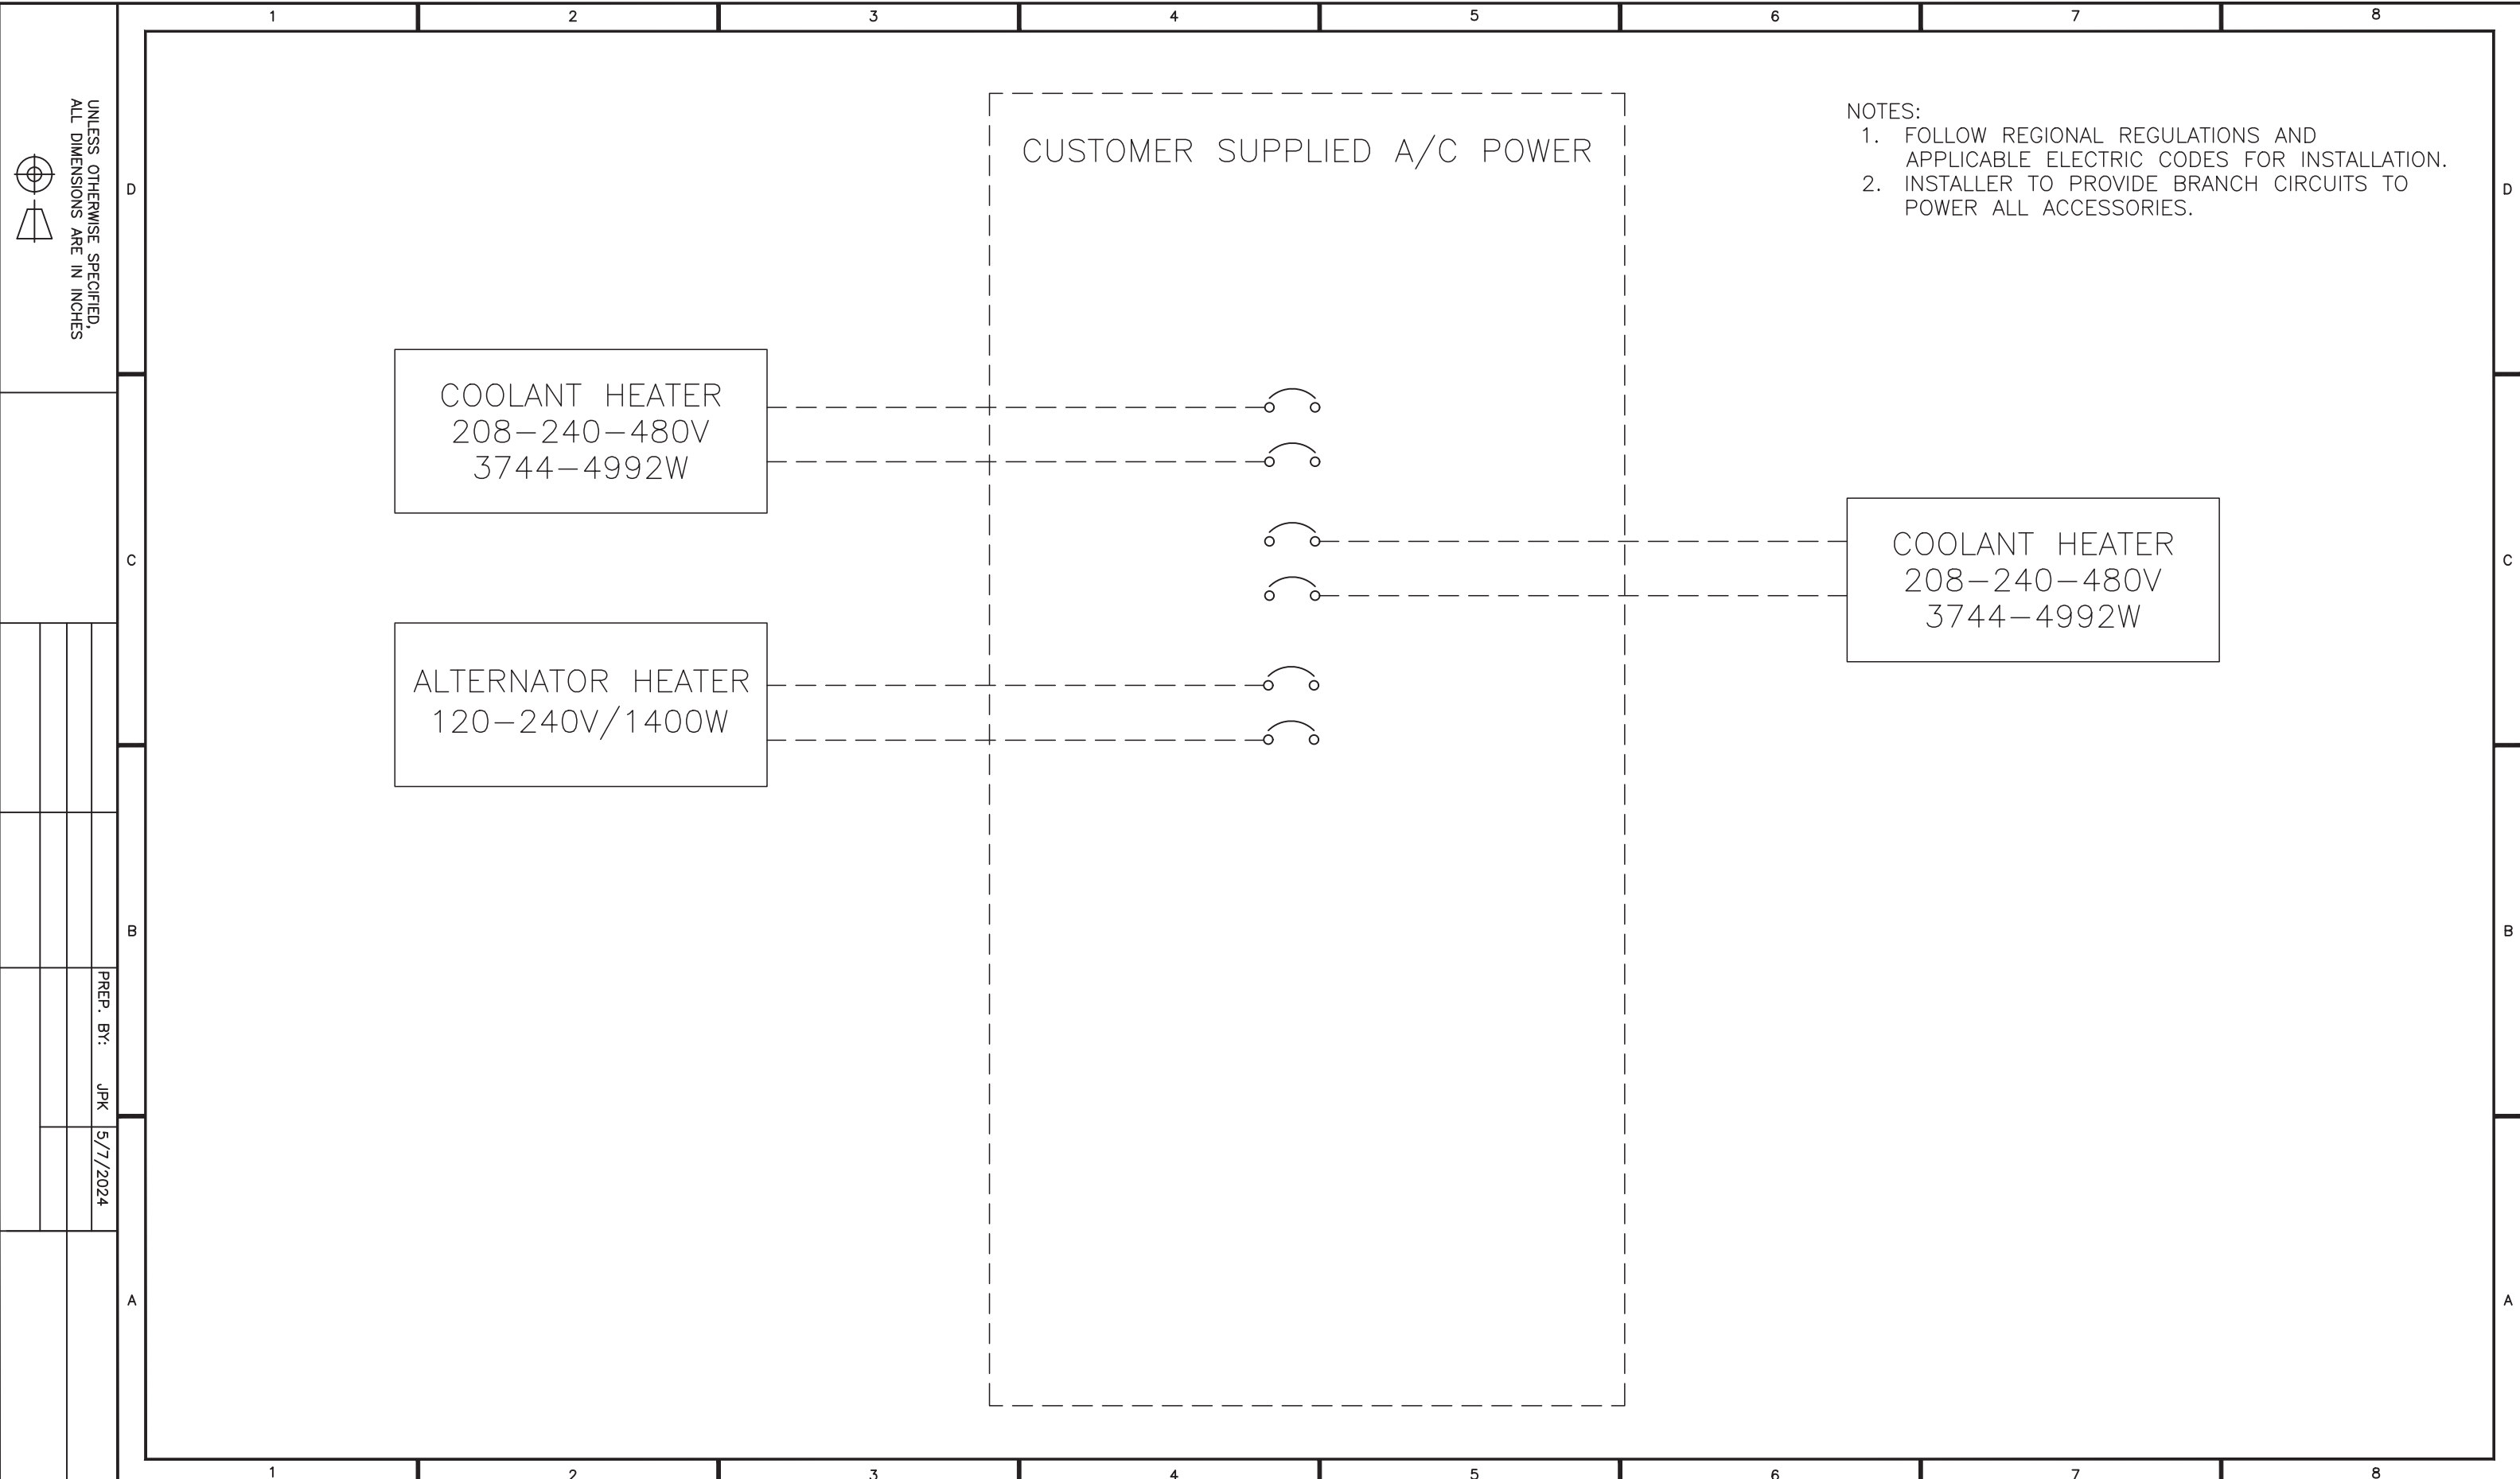 1 2 3 4 5 6 7 8
UNLESS OTHERWISE SPECIFIED,
ALL DIMENSIONS ARE IN INCHES
D
D
CUSTOMER SUPPLIED A/C POWER
NOTES:
1. FOLLOW REGIONAL REGULATIONS AND
APPLICABLE ELECTRIC CODES FOR INSTALLATION.
2. INSTALLER TO PROVIDE BRANCH CIRCUITS TO
POWER ALL ACCESSORIES.
COOLANT HEATER
208-240-480V
3744-4992W
C
C
COOLANT HEATER
208-240-480V
3744-4992W
ALTERNATOR HEATER
120-240V/1400W
B
B
PREP. BY: JPK 5/7/2024
A
A
1 2 3 4 5 6 7 8